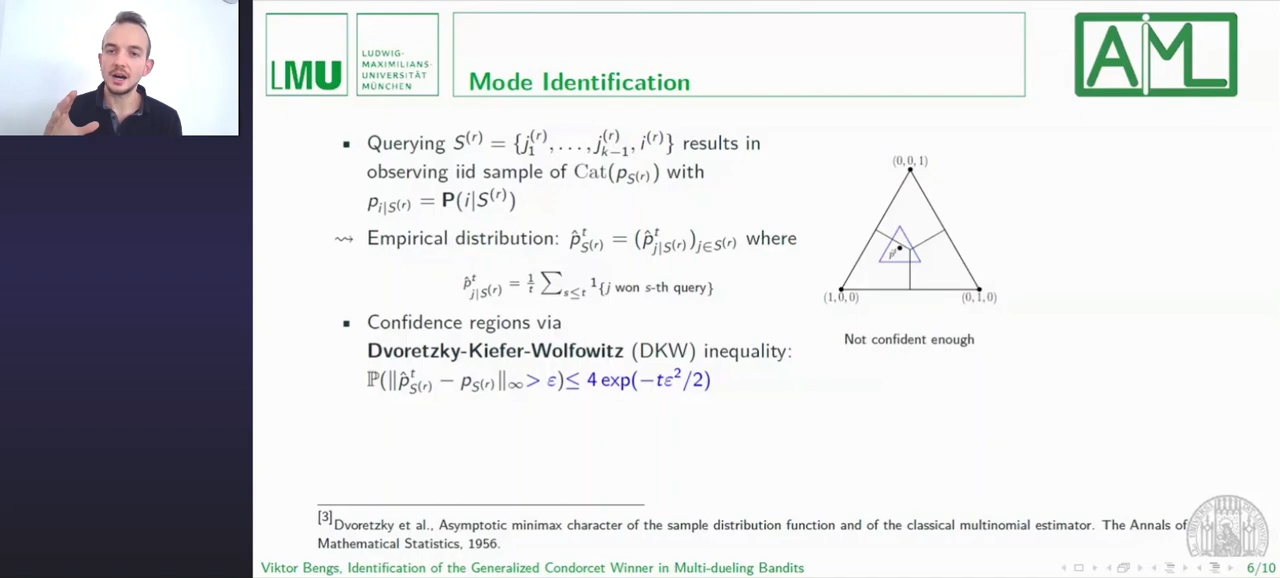 LMU
LUDWIG-
MAXIMILIANS-
UNIVERSITÄT
MÜNCHEN
Mode Identification
AIML
▪ Querying S^(r) = {j_1^(r), . . . , j_{k−1}^(r), i^(r)} results in
observing iid sample of Cat(p_{S^(r)}) with
p_{i|S^(r)} = P(i|S^(r))
⇝ Empirical distribution: p̂^t_{S^(r)} = (p̂^t_{j|S^(r)})_{j∈S^(r)} where
p̂^t_{j|S^(r)} = 1/t ∑_{s≤t} 1{j won s-th query}
▪ Confidence regions via
Dvoretzky-Kiefer-Wolfowitz (DKW) inequality:
ℙ(‖p̂^t_{S^(r)} − p_{S^(r)}‖_∞ > ε) ≤ 4 exp(−tε²/2)
(0,0,1)
(1,0,0)
(0,1,0)
Not confident enough
[3]Dvoretzky et al., Asymptotic minimax character of the sample distribution function and of the classical multinomial estimator. The Annals of
Mathematical Statistics, 1956.
Viktor Bengs, Identification of the Generalized Condorcet Winner in Multi-dueling Bandits
6/10